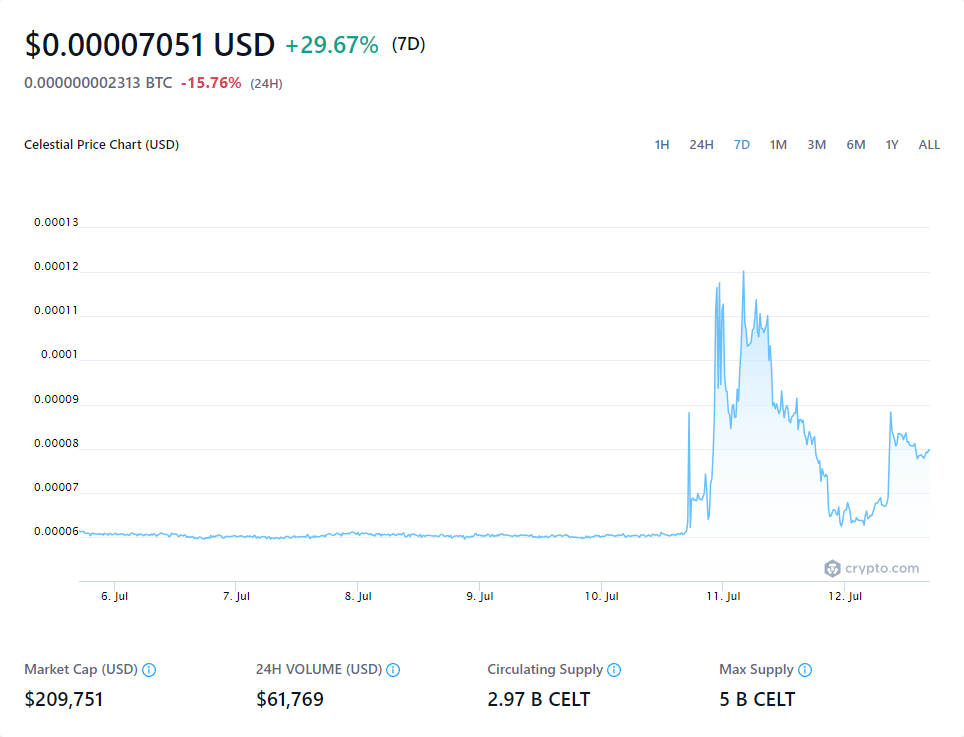 $0.00007051 USD +29.67% (7D)
0.000000002313 BTC -15.76% (24H)
Celestial Price Chart (USD) 1H 24H 7D 1M 3M 6M 1Y ALL
0.00013
0.00012
0.00011
0.0001
0.00009
0.00008
0.00007
0.00006
crypto.com
6. Jul 7. Jul 8. Jul 9. Jul 10. Jul 11. Jul 12. Jul
Market Cap (USD) 24H VOLUME (USD) Circulating Supply Max Supply
$209,751 $61,769 2.97 B CELT 5 B CELT